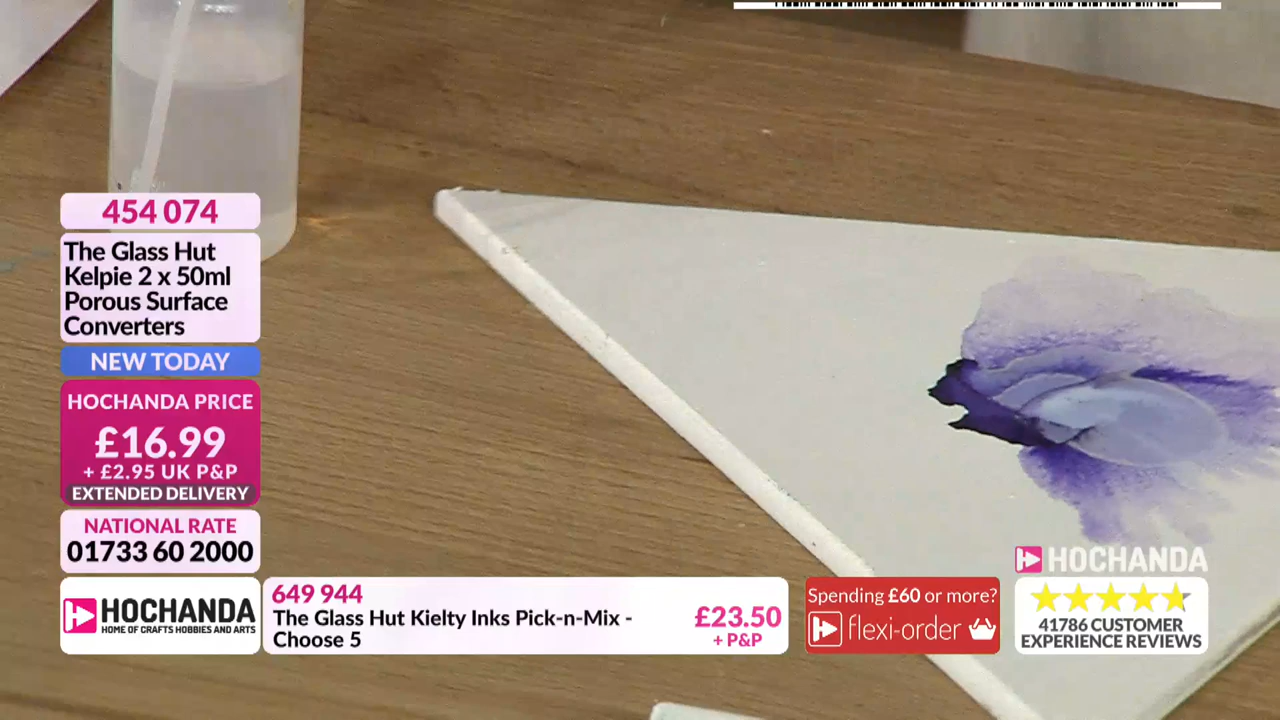 454 074
The Glass Hut
Kelpie 2 x 50ml
Porous Surface
Converters
NEW TODAY
HOCHANDA PRICE
£16.99
+ £2.95 UK P&P
EXTENDED DELIVERY
NATIONAL RATE
01733 60 2000
HOCHANDA
HOME OF CRAFTS HOBBIES AND ARTS
649 944
The Glass Hut Kielty Inks Pick-n-Mix -
Choose 5
£23.50
+ P&P
Spending £60 or more?
flexi-order
HOCHANDA
41786 CUSTOMER
EXPERIENCE REVIEWS